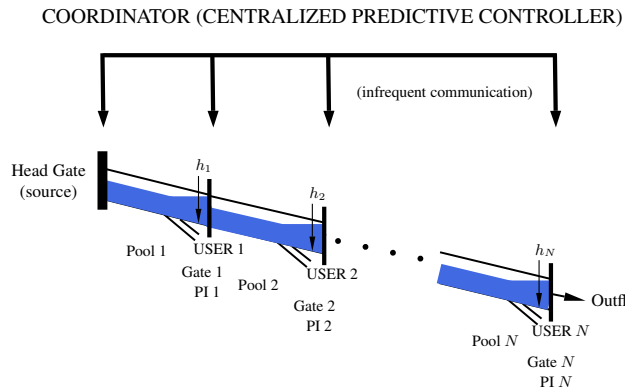 COORDINATOR (CENTRALIZED PREDICTIVE CONTROLLER)
(infrequent communication)
Head Gate
(source)
h₁
h₂
h_N
Pool 1
USER 1
Gate 1
PI 1
Pool 2
USER 2
Gate 2
PI 2
Pool N
USER N
Gate N
PI N
Outfl